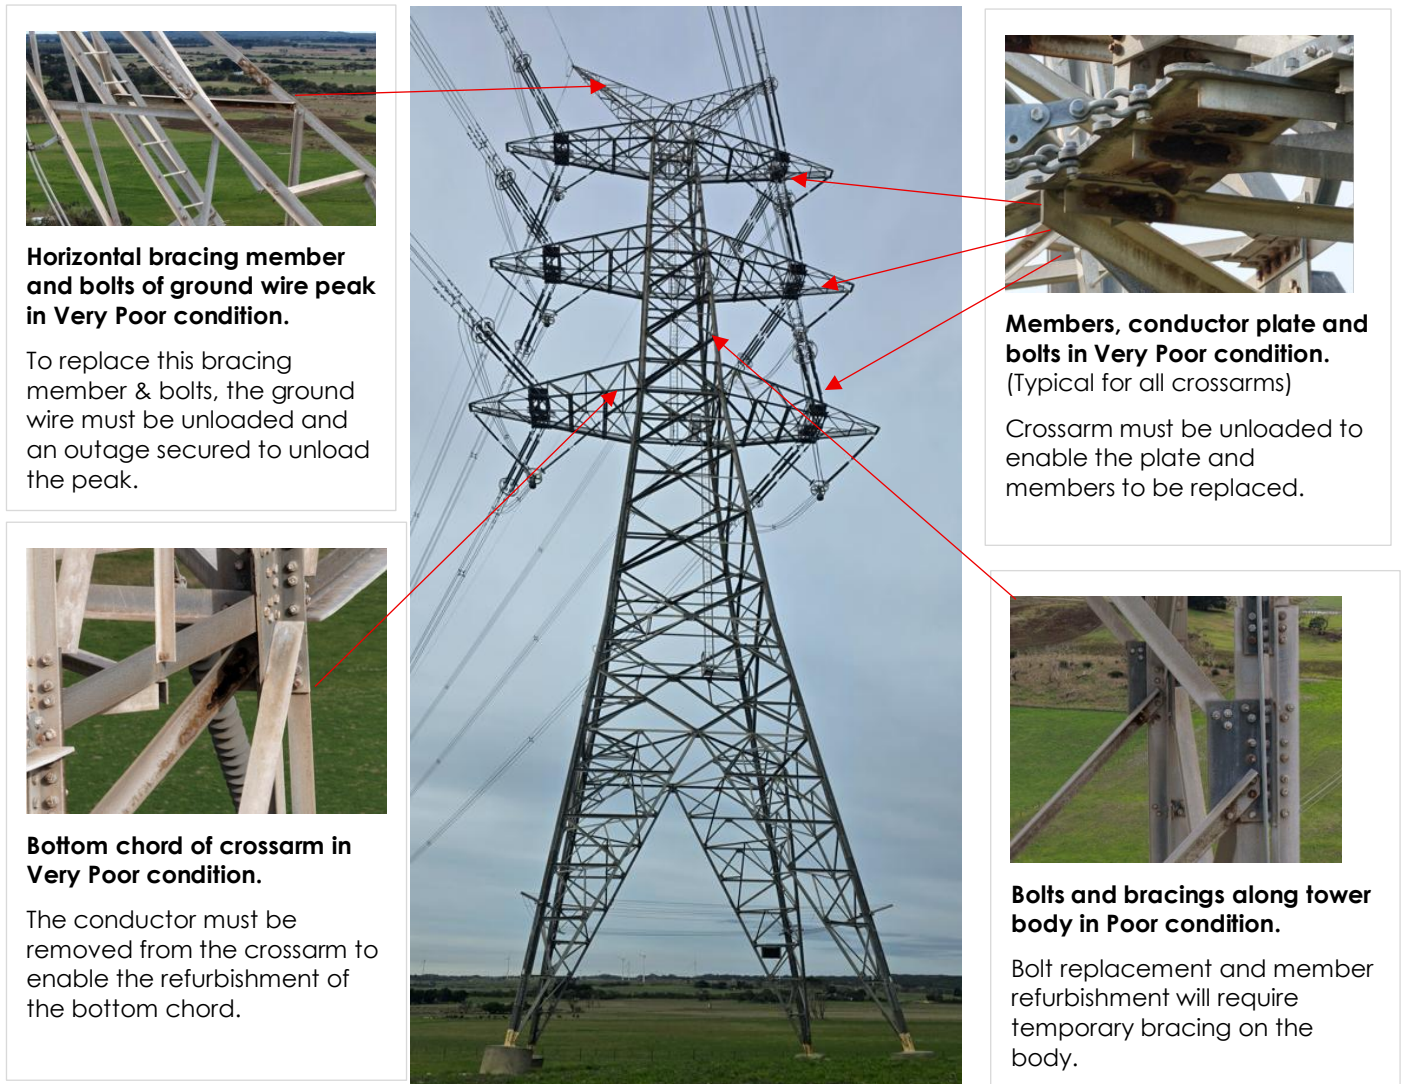 Horizontal bracing member
and bolts of ground wire peak
in Very Poor condition.
To replace this bracing
member & bolts, the ground
wire must be unloaded and
an outage secured to unload
the peak.
Bottom chord of crossarm in
Very Poor condition.
The conductor must be
removed from the crossarm to
enable the refurbishment of
the bottom chord.
Members, conductor plate and
bolts in Very Poor condition.
(Typical for all crossarms)
Crossarm must be unloaded to
enable the plate and
members to be replaced.
Bolts and bracings along tower
body in Poor condition.
Bolt replacement and member
refurbishment will require
temporary bracing on the
body.